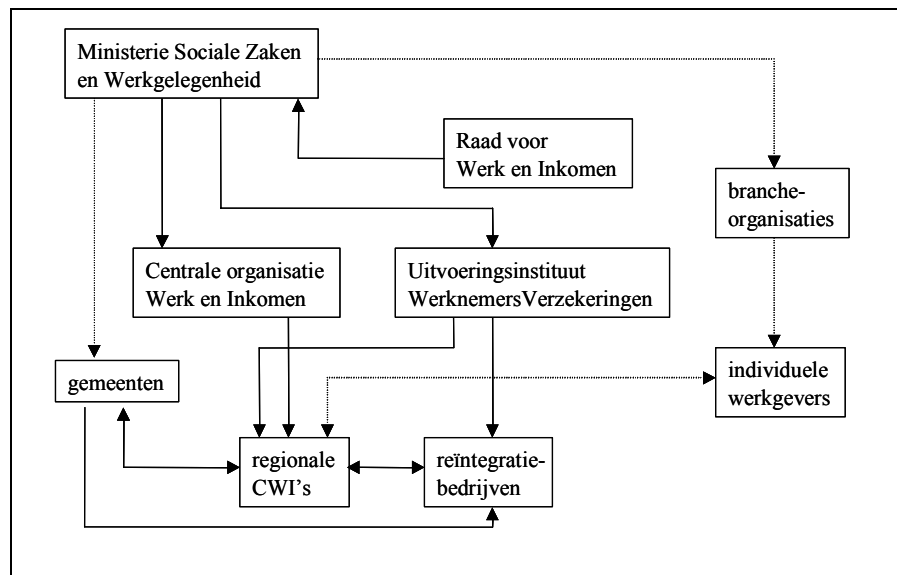 Ministerie Sociale Zaken
en Werkgelegenheid
Raad voor
Werk en Inkomen
branche-
organisaties
Centrale organisatie
Werk en Inkomen
Uitvoeringsinstituut
WerknemersVerzekeringen
gemeenten
individuele
werkgevers
regionale
CWI's
reïntegratie-
bedrijven